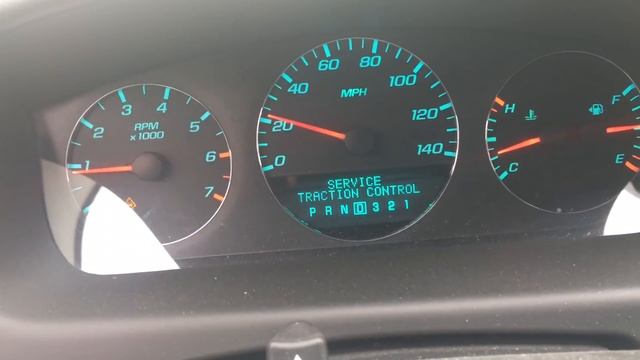 1 2 3 4 5 6 7
RPM
x1000
0 20 40 60 80 100 120 140
MPH
SERVICE
TRACTION CONTROL
P R N D 3 2 1
H
C
F
E